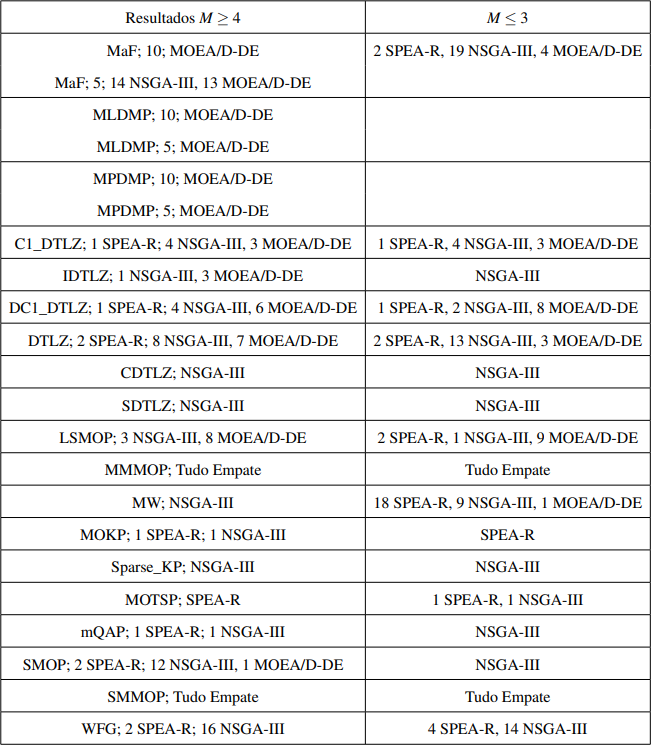 Resultados M ≥ 4 M ≤ 3
MaF; 10; MOEA/D-DE 2 SPEA-R, 19 NSGA-III, 4 MOEA/D-DE
MaF; 5; 14 NSGA-III, 13 MOEA/D-DE
MLDMP; 10; MOEA/D-DE
MLDMP; 5; MOEA/D-DE
MPDMP; 10; MOEA/D-DE
MPDMP; 5; MOEA/D-DE
C1_DTLZ; 1 SPEA-R; 4 NSGA-III, 3 MOEA/D-DE 1 SPEA-R, 4 NSGA-III, 3 MOEA/D-DE
IDTLZ; 1 NSGA-III, 3 MOEA/D-DE NSGA-III
DC1_DTLZ; 1 SPEA-R; 4 NSGA-III, 6 MOEA/D-DE 1 SPEA-R, 2 NSGA-III, 8 MOEA/D-DE
DTLZ; 2 SPEA-R; 8 NSGA-III, 7 MOEA/D-DE 2 SPEA-R, 13 NSGA-III, 3 MOEA/D-DE
CDTLZ; NSGA-III NSGA-III
SDTLZ; NSGA-III NSGA-III
LSMOP; 3 NSGA-III, 8 MOEA/D-DE 2 SPEA-R, 1 NSGA-III, 9 MOEA/D-DE
MMMOP; Tudo Empate Tudo Empate
MW; NSGA-III 18 SPEA-R, 9 NSGA-III, 1 MOEA/D-DE
MOKP; 1 SPEA-R; 1 NSGA-III SPEA-R
Sparse_KP; NSGA-III NSGA-III
MOTSP; SPEA-R 1 SPEA-R, 1 NSGA-III
mQAP; 1 SPEA-R; 1 NSGA-III NSGA-III
SMOP; 2 SPEA-R; 12 NSGA-III, 1 MOEA/D-DE NSGA-III
SMMOP; Tudo Empate Tudo Empate
WFG; 2 SPEA-R; 16 NSGA-III 4 SPEA-R, 14 NSGA-III